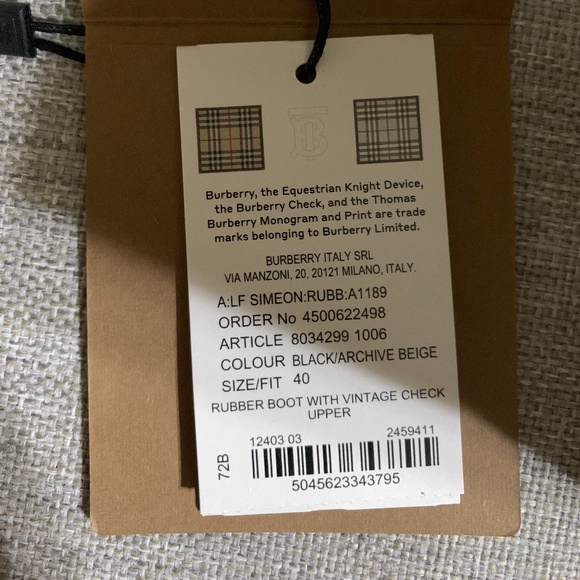 Burberry, the Equestrian Knight Device,
the Burberry Check, and the Thomas
Burberry Monogram and Print are trade
marks belonging to Burberry Limited.
BURBERRY ITALY SRL
VIA MANZONI, 20, 20121 MILANO, ITALY.
A:LF SIMEON:RUBB:A1189
ORDER No 4500622498
ARTICLE 8034299 1006
COLOUR BLACK/ARCHIVE BEIGE
SIZE/FIT 40
RUBBER BOOT WITH VINTAGE CHECK
UPPER
72B
12403 03 2459411
5045623343795